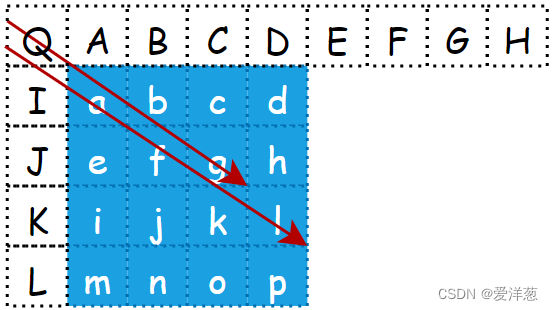 Q A B C D E F G H
I a b c d
J e f g h
K i j k l
L m n o p
CSDN @爱洋葱